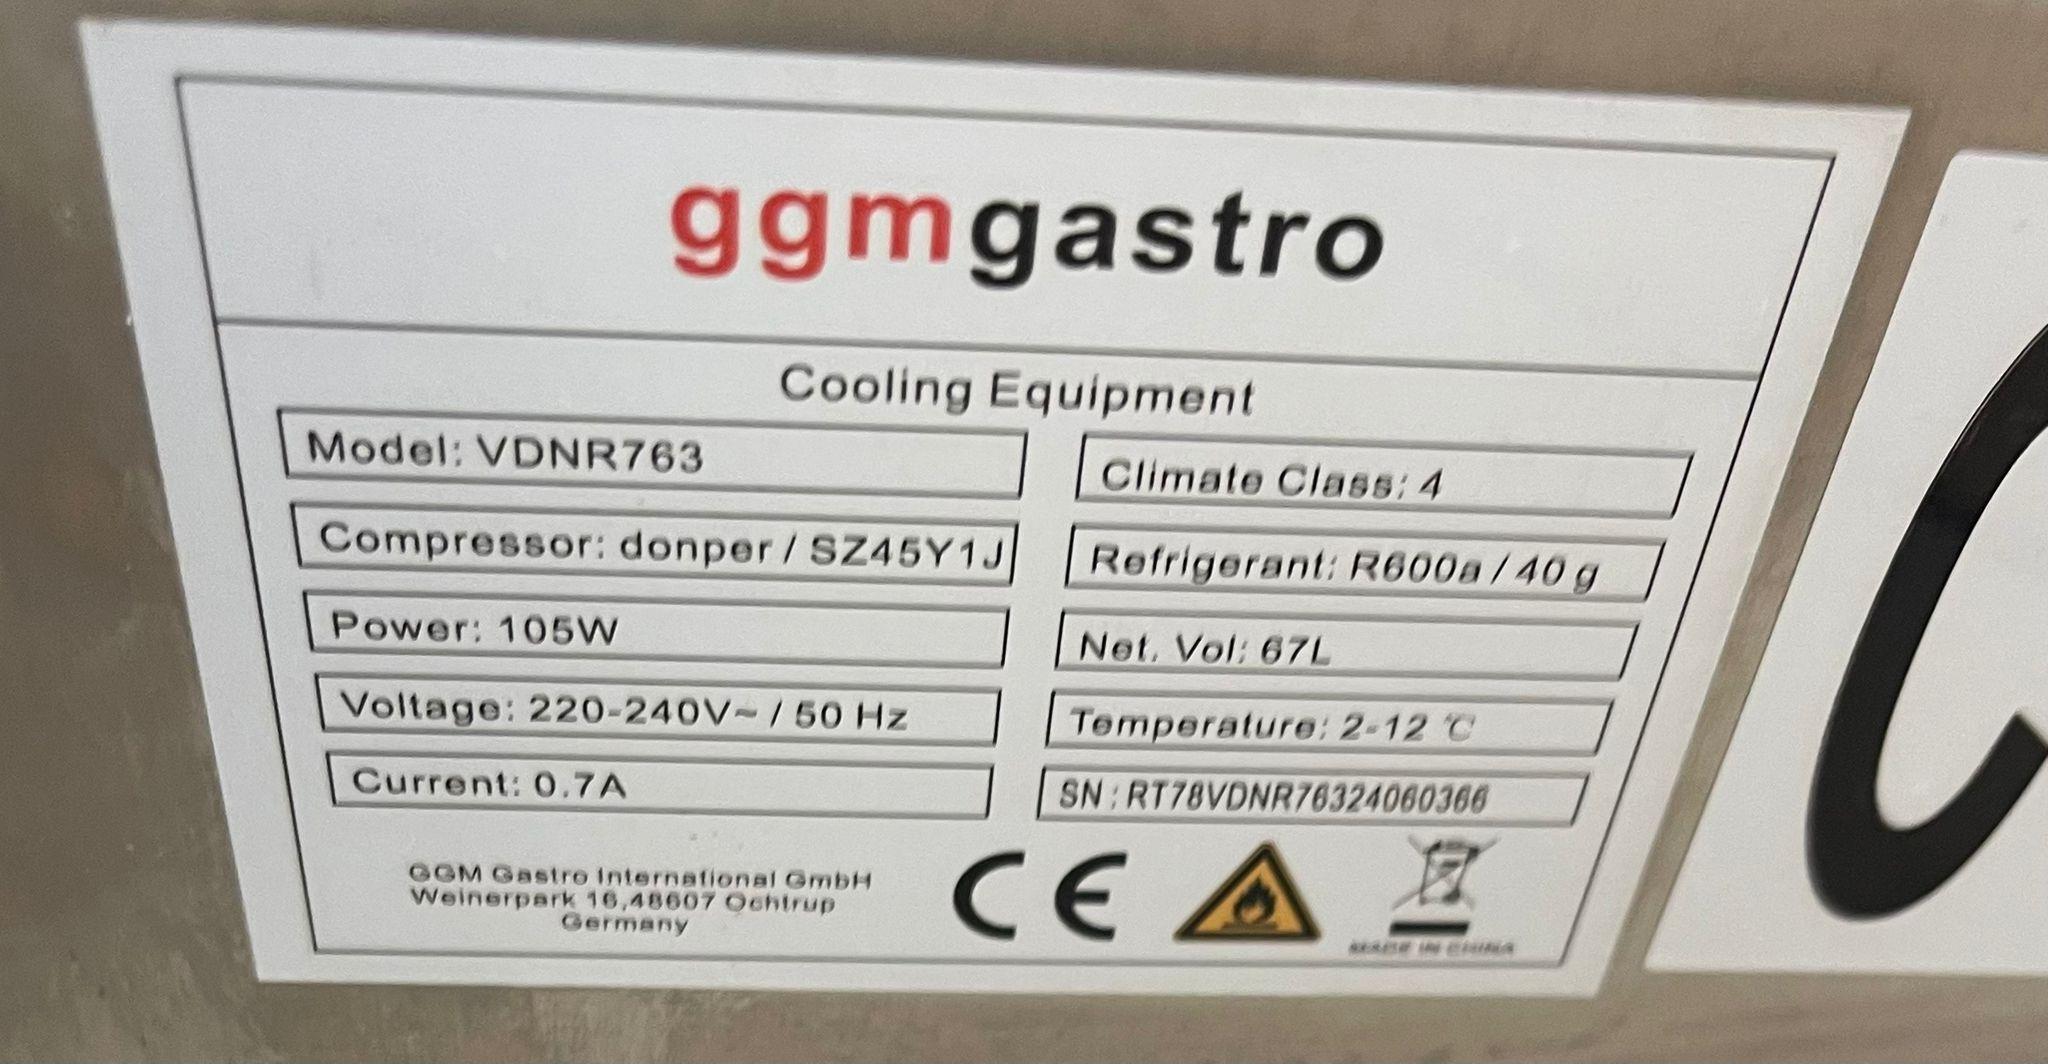 ggmgastro
Cooling Equipment
Model: VDNR763
Climate Class: 4
Compressor: donper / SZ45Y1J
Refrigerant: R600a / 40 g
Power: 105W
Net. Vol: 67L
Voltage: 220-240V~ / 50 Hz
Temperature: 2-12 ℃
Current: 0.7A
SN : RT78VDNR76324060366
GGM Gastro International GmbH
Weinerpark 16,48607 Ochtrup
Germany
CE
MADE IN CHINA